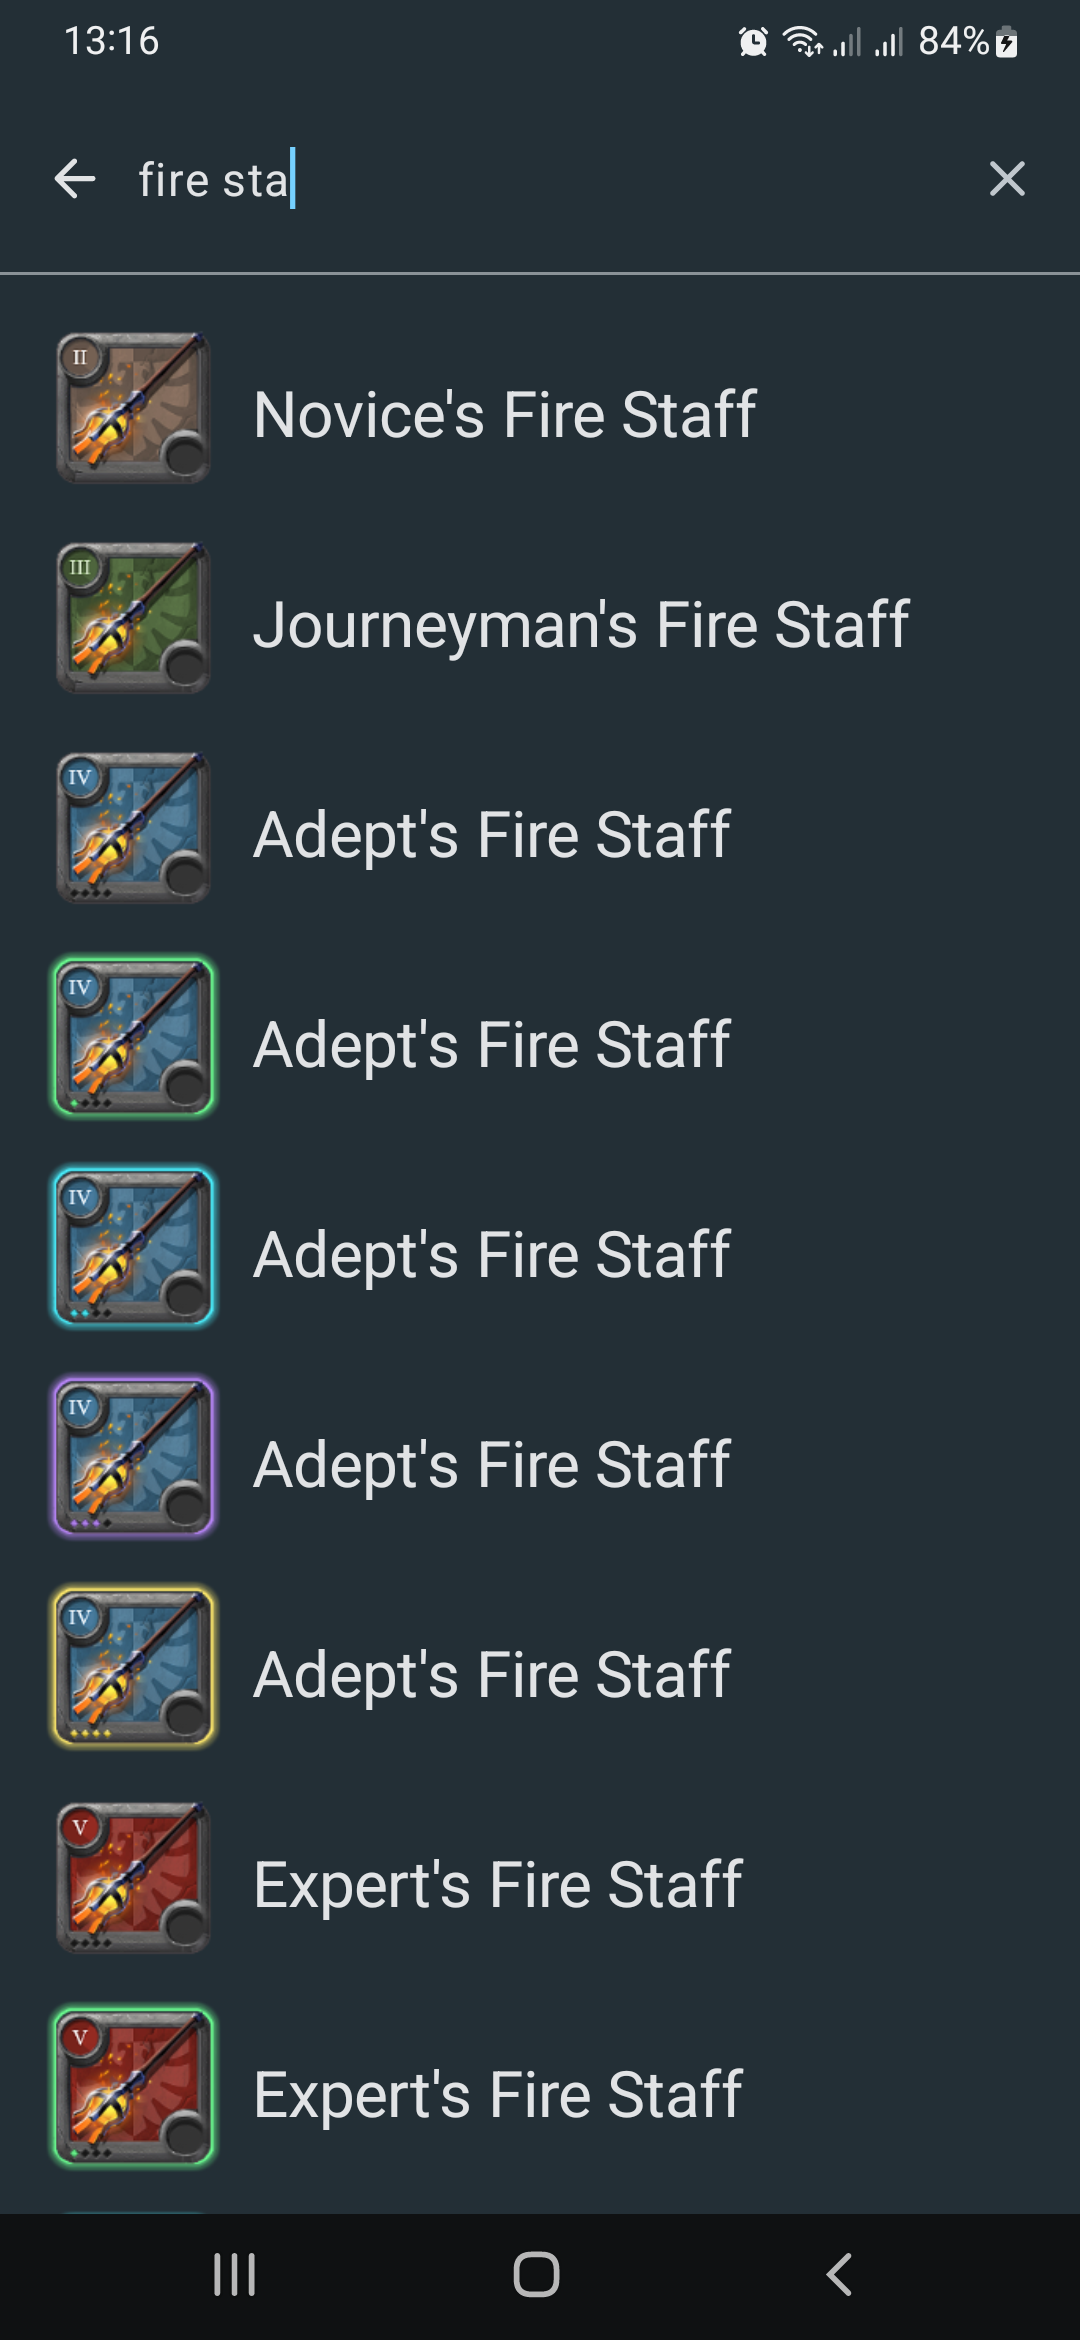 13:16
84%
fire sta
II
Novice's Fire Staff
III
Journeyman's Fire Staff
IV
Adept's Fire Staff
IV
Adept's Fire Staff
IV
Adept's Fire Staff
IV
Adept's Fire Staff
IV
Adept's Fire Staff
V
Expert's Fire Staff
V
Expert's Fire Staff